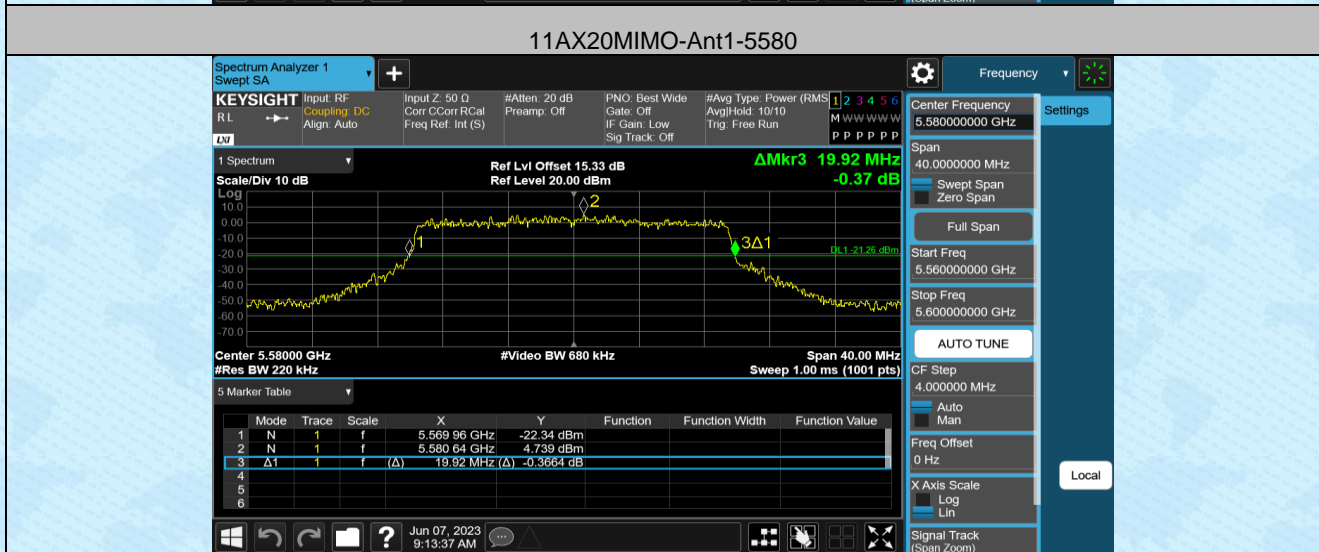 (Span Zoom)
11AX20MIMO-Ant1-5580
Spectrum Analyzer 1
Swept SA
Frequency
KEYSIGHT
RL
LXI
Input: RF
Coupling: DC
Align: Auto
Input Z: 50 Ω
Corr CCorr RCal
Freq Ref: Int (S)
#Atten: 20 dB
Preamp: Off
PNO: Best Wide
Gate: Off
IF Gain: Low
Sig Track: Off
#Avg Type: Power (RMS
Avg|Hold: 10/10
Trig: Free Run
1 2 3 4 5 6
M W W W W W
P P P P P P
Center Frequency
5.580000000 GHz
Settings
1 Spectrum
Scale/Div 10 dB
Ref Lvl Offset 15.33 dB
Ref Level 20.00 dBm
ΔMkr3 19.92 MHz
-0.37 dB
Log
10.0
0.00
-10.0
-20.0
-30.0
-40.0
-50.0
-60.0
-70.0
1
2
3Δ1
DL1 -21.26 dBm
Center 5.58000 GHz
#Res BW 220 kHz
#Video BW 680 kHz
Span 40.00 MHz
Sweep 1.00 ms (1001 pts)
Span
40.0000000 MHz
Swept Span
Zero Span
Full Span
Start Freq
5.560000000 GHz
Stop Freq
5.600000000 GHz
AUTO TUNE
CF Step
4.000000 MHz
Auto
Man
Freq Offset
0 Hz
X Axis Scale
Log
Lin
Signal Track
(Span Zoom)
Local
5 Marker Table
Mode Trace Scale X Y Function Function Width Function Value
1 N 1 f 5.569 96 GHz -22.34 dBm
2 N 1 f 5.580 64 GHz 4.739 dBm
3 Δ1 1 f (Δ) 19.92 MHz (Δ) -0.3664 dB
4
5
6
?
Jun 07, 2023
9:13:37 AM